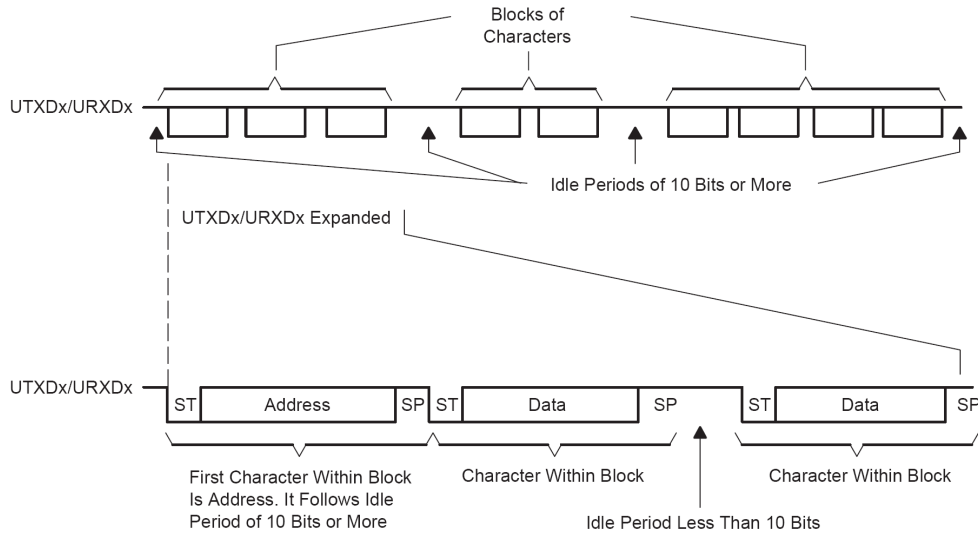 Blocks of
Characters
UTXDx/URXDx
Idle Periods of 10 Bits or More
UTXDx/URXDx Expanded
UTXDx/URXDx
ST
Address
SP
ST
Data
SP
ST
Data
SP
First Character Within Block
Is Address. It Follows Idle
Period of 10 Bits or More
Character Within Block
Character Within Block
Idle Period Less Than 10 Bits